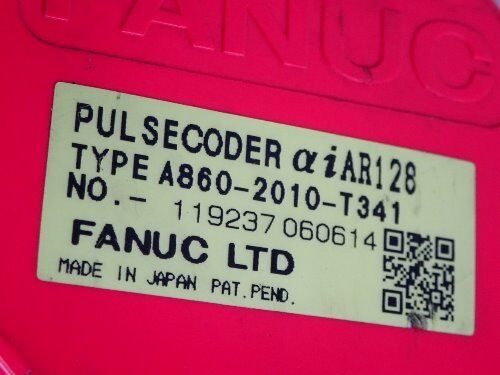 FANUC
PULSECODER αiAR128
TYPE A860-2010-T341
NO.- 119237 060614
FANUC LTD
MADE IN JAPAN PAT.PEND.